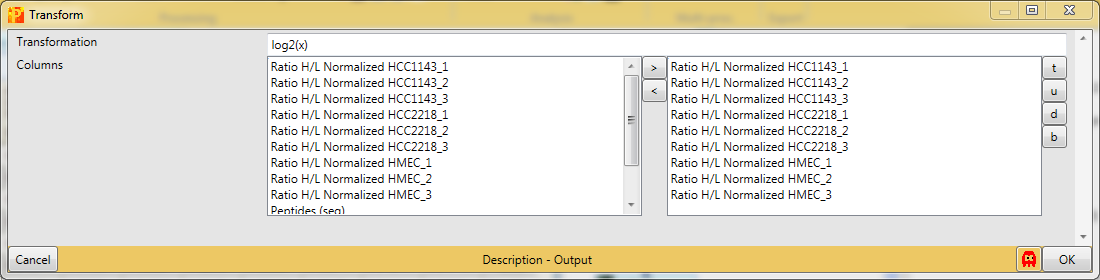 Transform
Transformation
log2(x)
Columns
Ratio H/L Normalized HCC1143_1
Ratio H/L Normalized HCC1143_2
Ratio H/L Normalized HCC1143_3
Ratio H/L Normalized HCC2218_1
Ratio H/L Normalized HCC2218_2
Ratio H/L Normalized HCC2218_3
Ratio H/L Normalized HMEC_1
Ratio H/L Normalized HMEC_2
Ratio H/L Normalized HMEC_3
Peptides (seq)
>
<
Ratio H/L Normalized HCC1143_1
Ratio H/L Normalized HCC1143_2
Ratio H/L Normalized HCC1143_3
Ratio H/L Normalized HCC2218_1
Ratio H/L Normalized HCC2218_2
Ratio H/L Normalized HCC2218_3
Ratio H/L Normalized HMEC_1
Ratio H/L Normalized HMEC_2
Ratio H/L Normalized HMEC_3
t
u
d
b
Cancel
Description - Output
OK